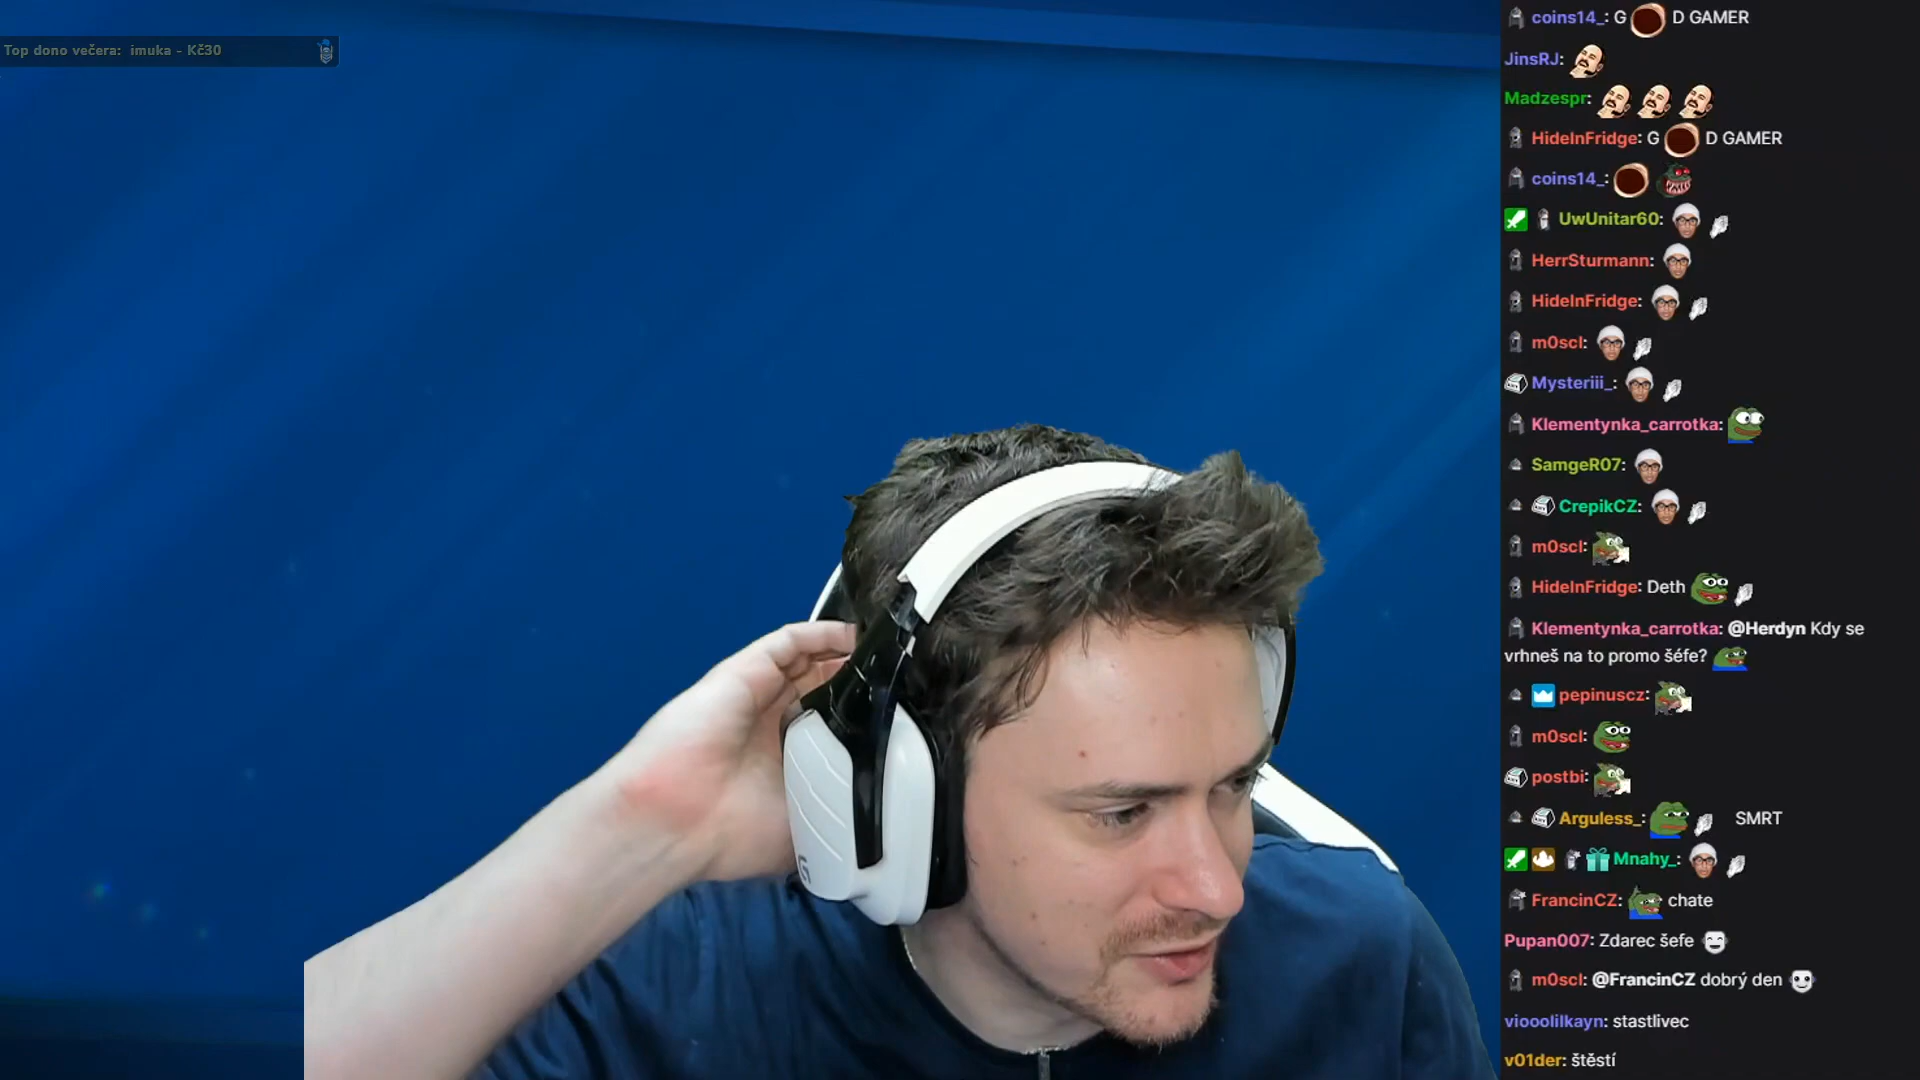 Top dono večera: imuka - Kč30
coins14_: G D GAMER
JinsRJ:
Madzespr:
HideInFridge: G D GAMER
coins14_:
UwUnitar60:
HerrSturmann:
HideInFridge:
m0scl:
Mysteriii_:
Klementynka_carrotka:
SamgeR07:
CrepikCZ:
m0scl:
HideInFridge: Deth
Klementynka_carrotka: @Herdyn Kdy se
vrhneš na to promo šéfe?
pepinuscz:
m0scl:
postbi:
Arguless_: SMRT
Mnahy_:
FrancinCZ: chate
Pupan007: Zdarec šefe
m0scl: @FrancinCZ dobrý den
viooolilkayn: stastlivec
v01der: štěstí